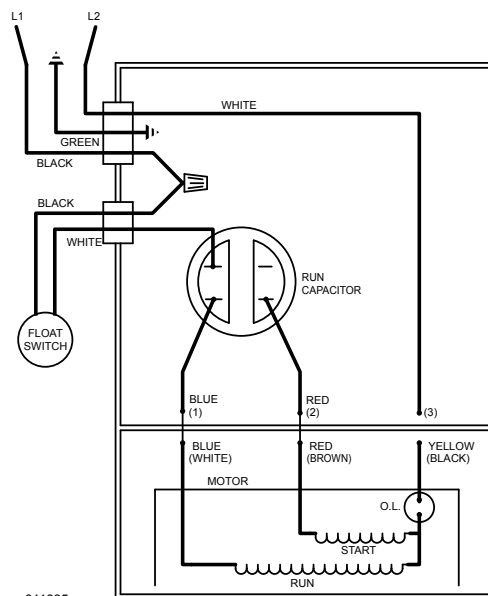 L1
L2
WHITE
GREEN
BLACK
BLACK
WHITE
RUN
CAPACITOR
FLOAT
SWITCH
BLUE
(1)
RED
(2)
(3)
BLUE
(WHITE)
RED
(BROWN)
YELLOW
(BLACK)
MOTOR
O.L.
START
RUN